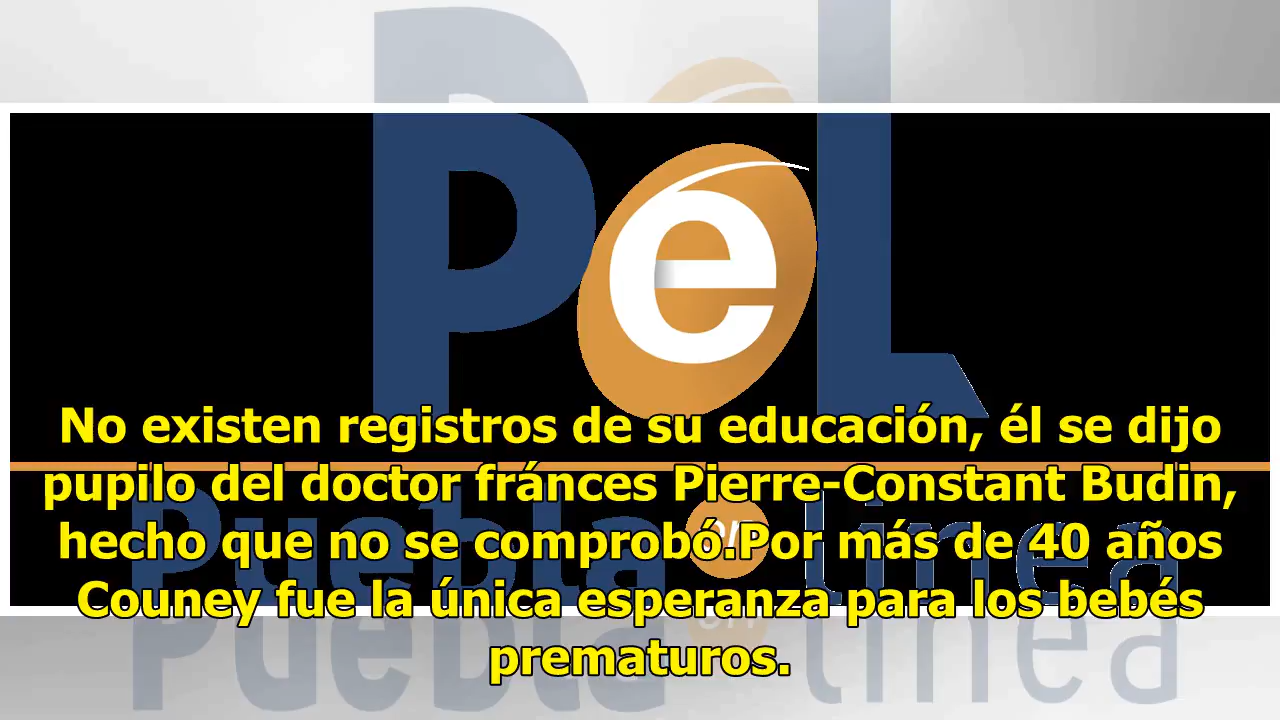 PeL
No existen registros de su educación, él se dijo
pupilo del doctor fránces Pierre-Constant Budin,
hecho que no se comprobó.Por más de 40 años
Couney fue la única esperanza para los bebés
prematuros.
Puebla en línea